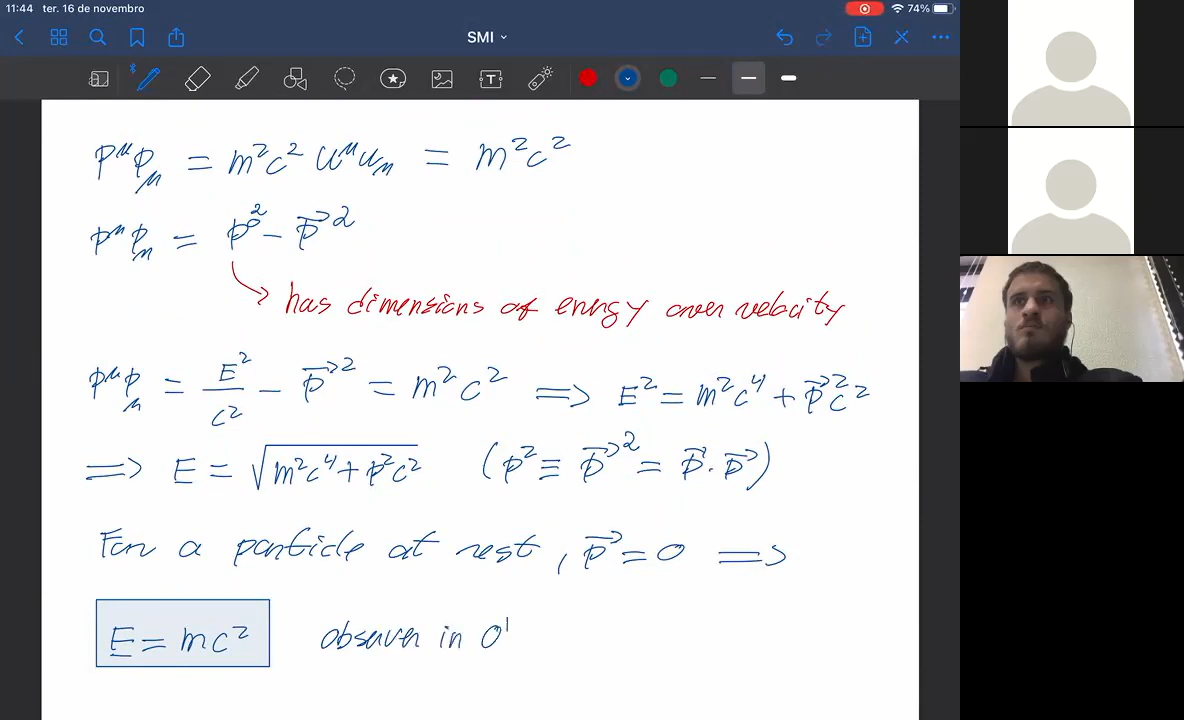 11:44 ter. 16 de novembro 74%
SMI
T
p^μ p_μ = m²c² u^μ u_μ = m²c²
p^μ p_μ = p⁰² − p⃗²
has dimensions of energy over velocity
p^μ p_μ = E²/c² − p⃗² = m²c² ⟹ E² = m²c⁴ + p⃗²c²
⟹ E = √(m²c⁴ + p²c²) (p² ≡ p⃗² = p⃗ · p⃗)
For a particle at rest, p⃗ = 0 ⟹
E = mc² observer in O'